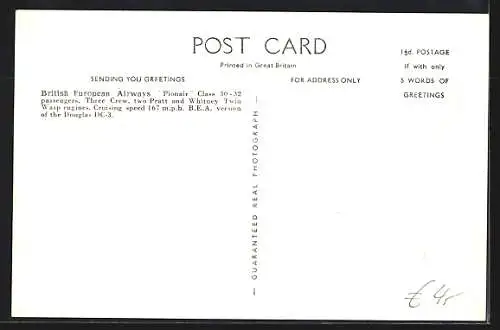 POST CARD
Printed in Great Britain
1½d. POSTAGE
if with only
5 WORDS OF
GREETINGS
SENDING YOU GREETINGS
FOR ADDRESS ONLY
British European Airways "Pionair" Class 30-32
passengers. Three Crew, two Pratt and Whitney Twin
Wasp engines. Cruising speed 167 m.p.h. B.E.A. version
of the Douglas DC-3.
GUARANTEED REAL PHOTOGRAPH